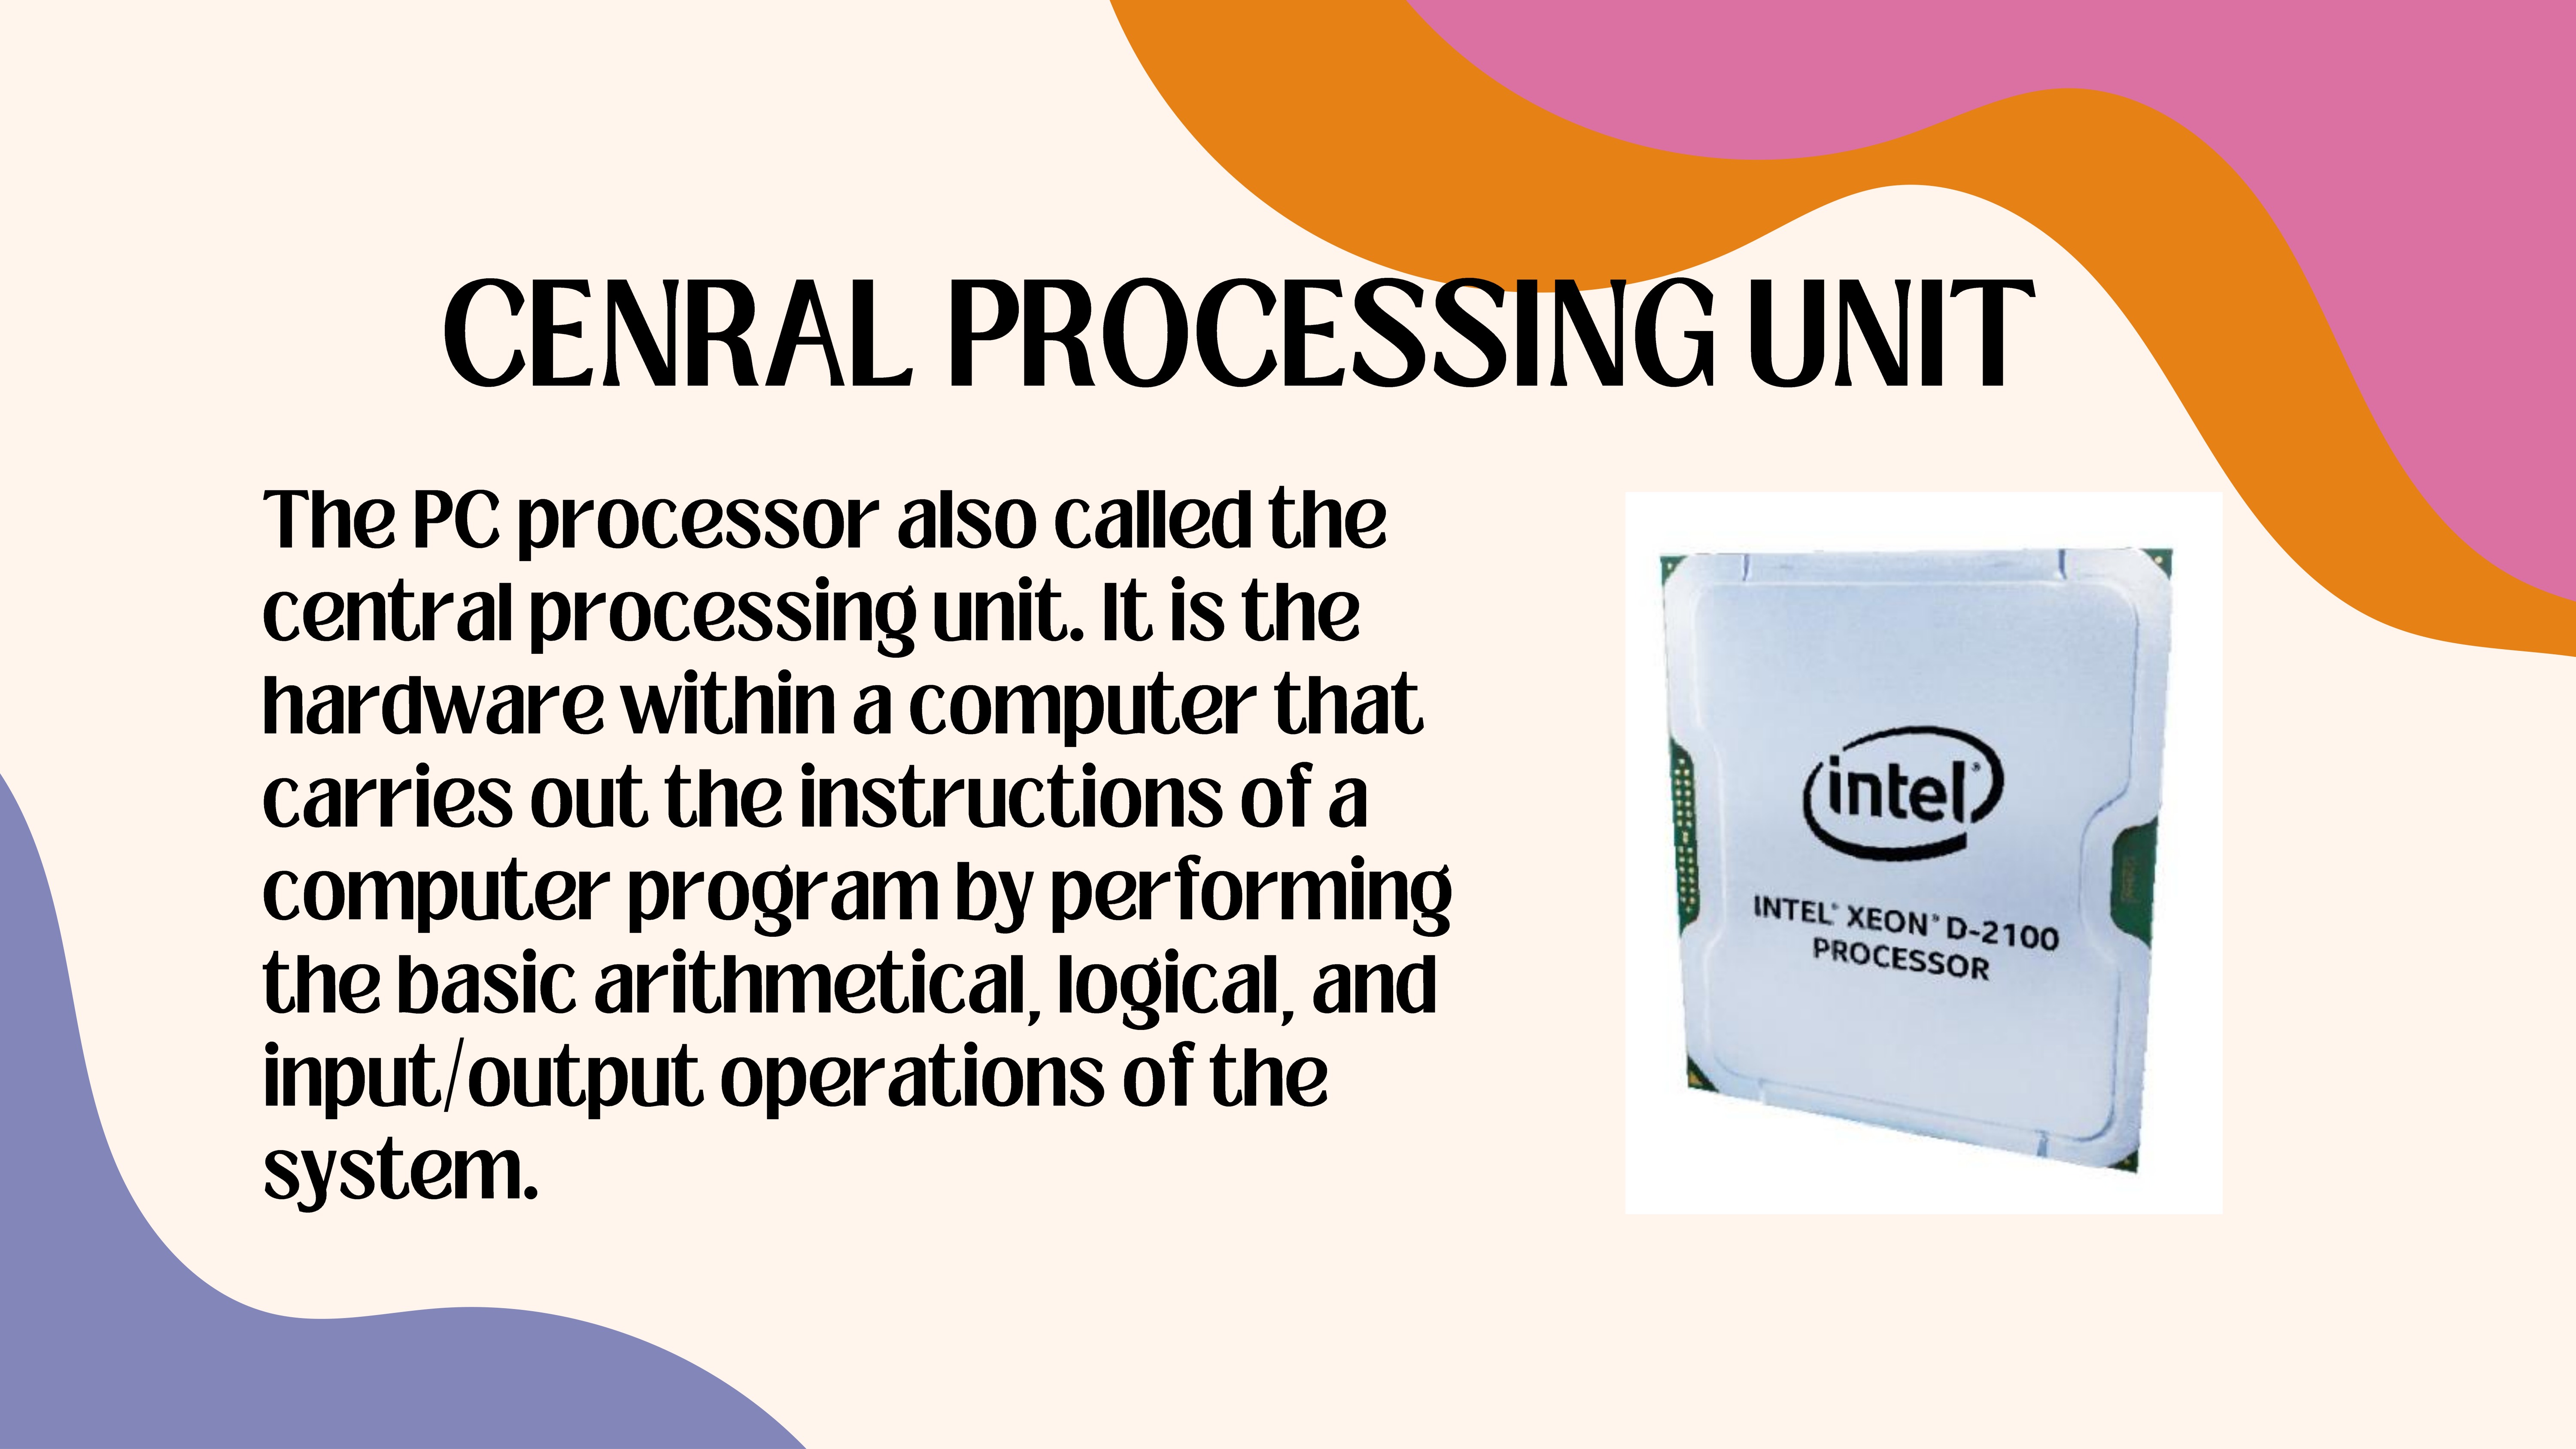 CENRAL PROCESSING UNIT
The PC processor also called the
central processing unit. It is the
hardware within a computer that
carries out the instructions of a
computer program by performing
the basic arithmetical, logical, and
input/output operations of the
system.
intel®
INTEL® XEON® D-2100
PROCESSOR